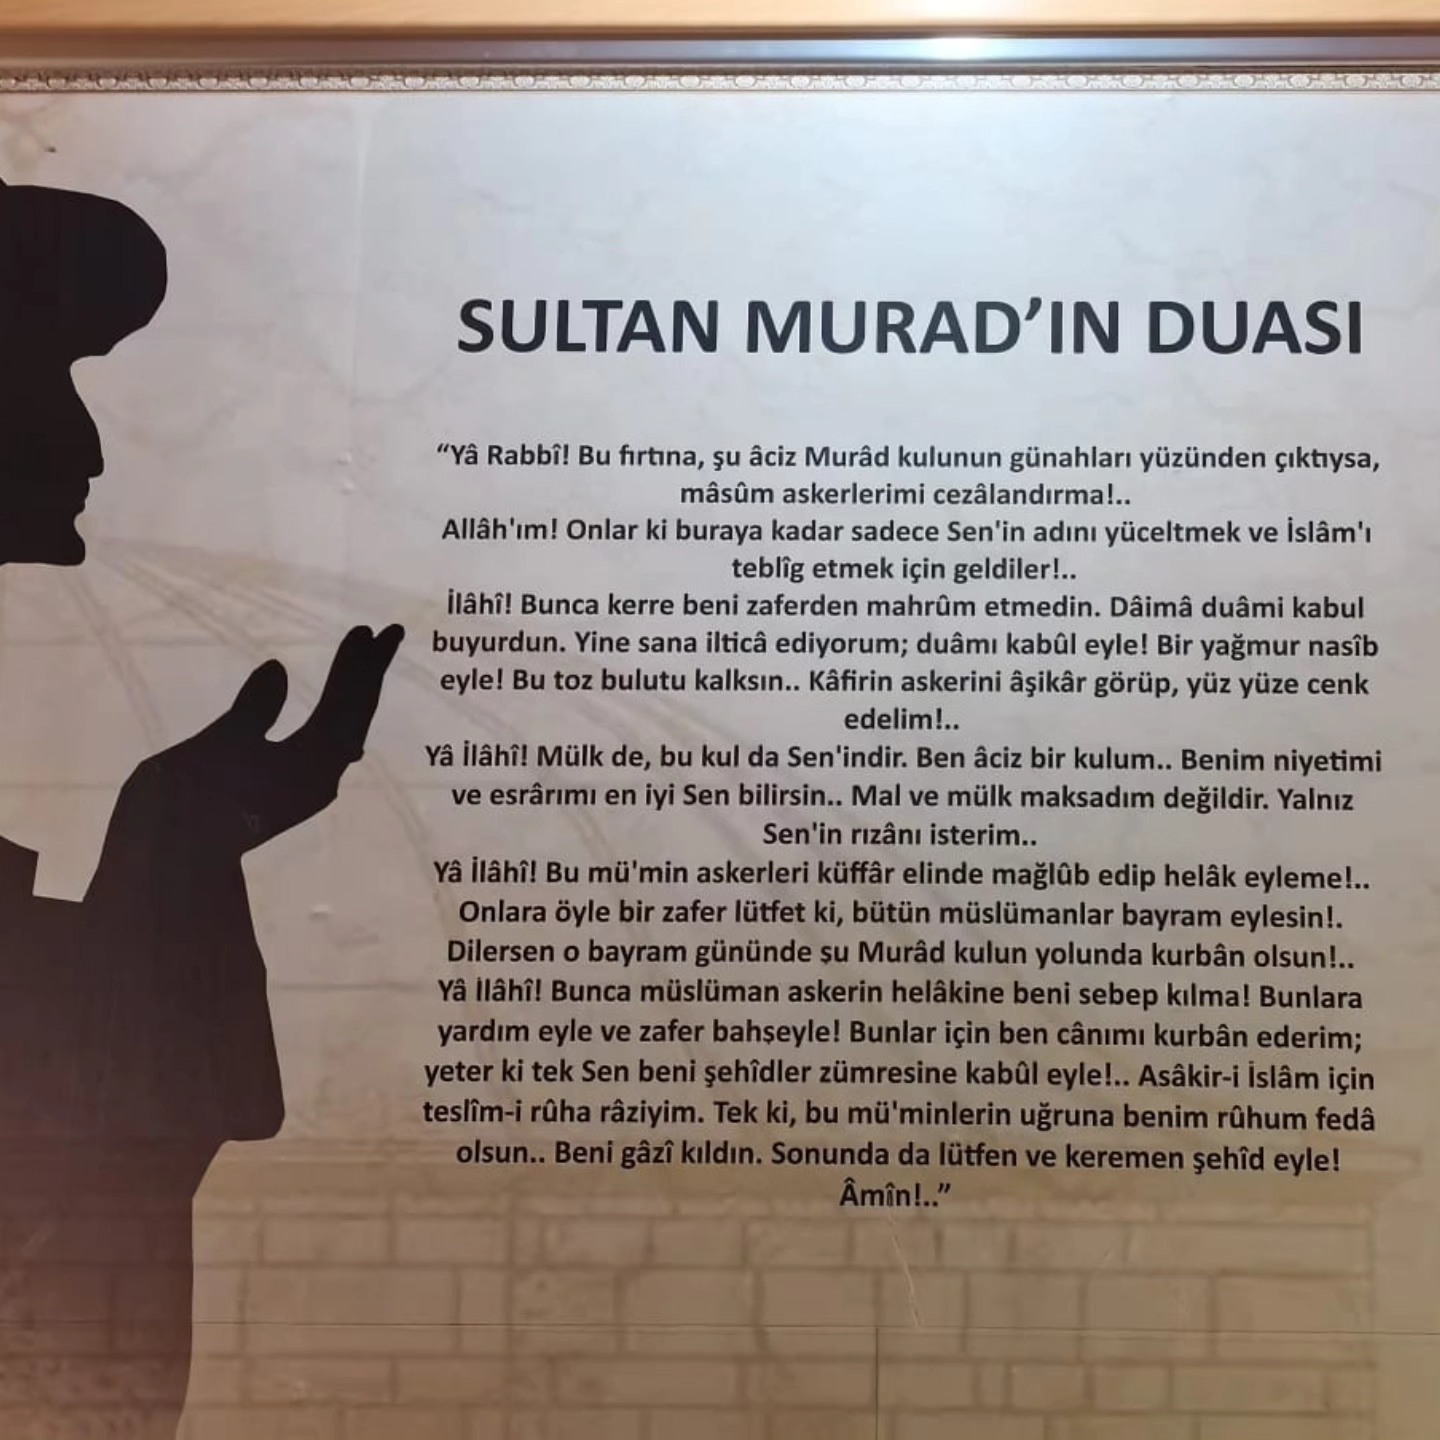 SULTAN MURAD’IN DUASI
“Yâ Rabbî! Bu fırtına, şu âciz Murâd kulunun günahları yüzünden çıktıysa,
mâsûm askerlerimi cezâlandırma!..
Allâh'ım! Onlar ki buraya kadar sadece Sen'in adını yüceltmek ve İslâm'ı
teblîg etmek için geldiler!..
İlâhî! Bunca kerre beni zaferden mahrûm etmedin. Dâimâ duâmi kabul
buyurdun. Yine sana ilticâ ediyorum; duâmı kabûl eyle! Bir yağmur nasîb
eyle! Bu toz bulutu kalksın.. Kâfirin askerini âşikâr görüp, yüz yüze cenk
edelim!..
Yâ İlâhî! Mülk de, bu kul da Sen'indir. Ben âciz bir kulum.. Benim niyetimi
ve esrârımı en iyi Sen bilirsin.. Mal ve mülk maksadım değildir. Yalnız
Sen'in rızânı isterim..
Yâ İlâhî! Bu mü'min askerleri küffâr elinde mağlûb edip helâk eyleme!..
Onlara öyle bir zafer lütfet ki, bütün müslümanlar bayram eylesin!.
Dilersen o bayram gününde şu Murâd kulun yolunda kurbân olsun!..
Yâ İlâhî! Bunca müslüman askerin helâkine beni sebep kılma! Bunlara
yardım eyle ve zafer bahşeyle! Bunlar için ben cânımı kurbân ederim;
yeter ki tek Sen beni şehîdler zümresine kabûl eyle!.. Asâkir-i İslâm için
teslîm-i rûha râziyim. Tek ki, bu mü'minlerin uğruna benim rûhum fedâ
olsun.. Beni gâzî kıldın. Sonunda da lütfen ve keremen şehîd eyle!
Âmîn!..”